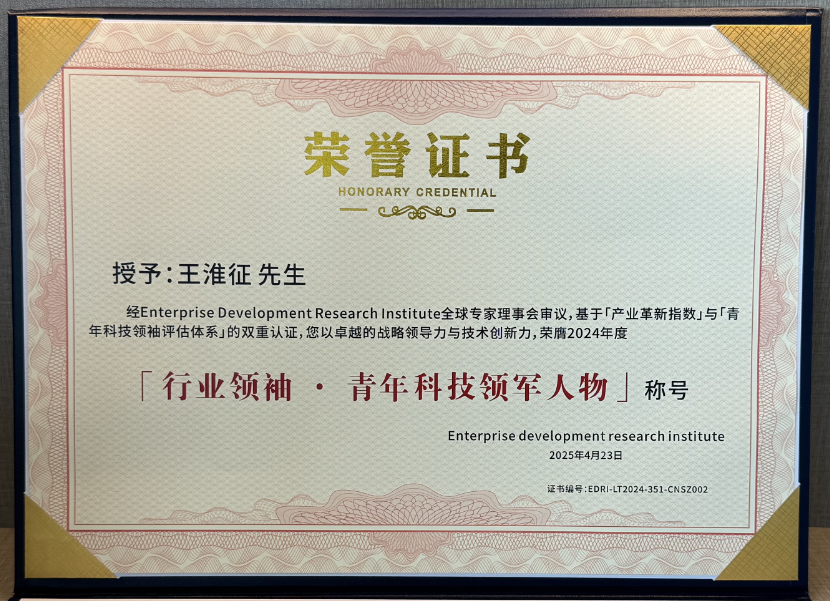 荣誉证书
HONORARY CREDENTIAL
授予：王淮征 先生
经Enterprise Development Research Institute全球专家理事会审议，基于「产业革新指数」与「青
年科技领袖评估体系」的双重认证，您以卓越的战略领导力与技术创新力，荣膺2024年度
「行业领袖 · 青年科技领军人物」称号
Enterprise development research institute
2025年4月23日
证书编号：EDRI-LT2024-351-CNSZ002